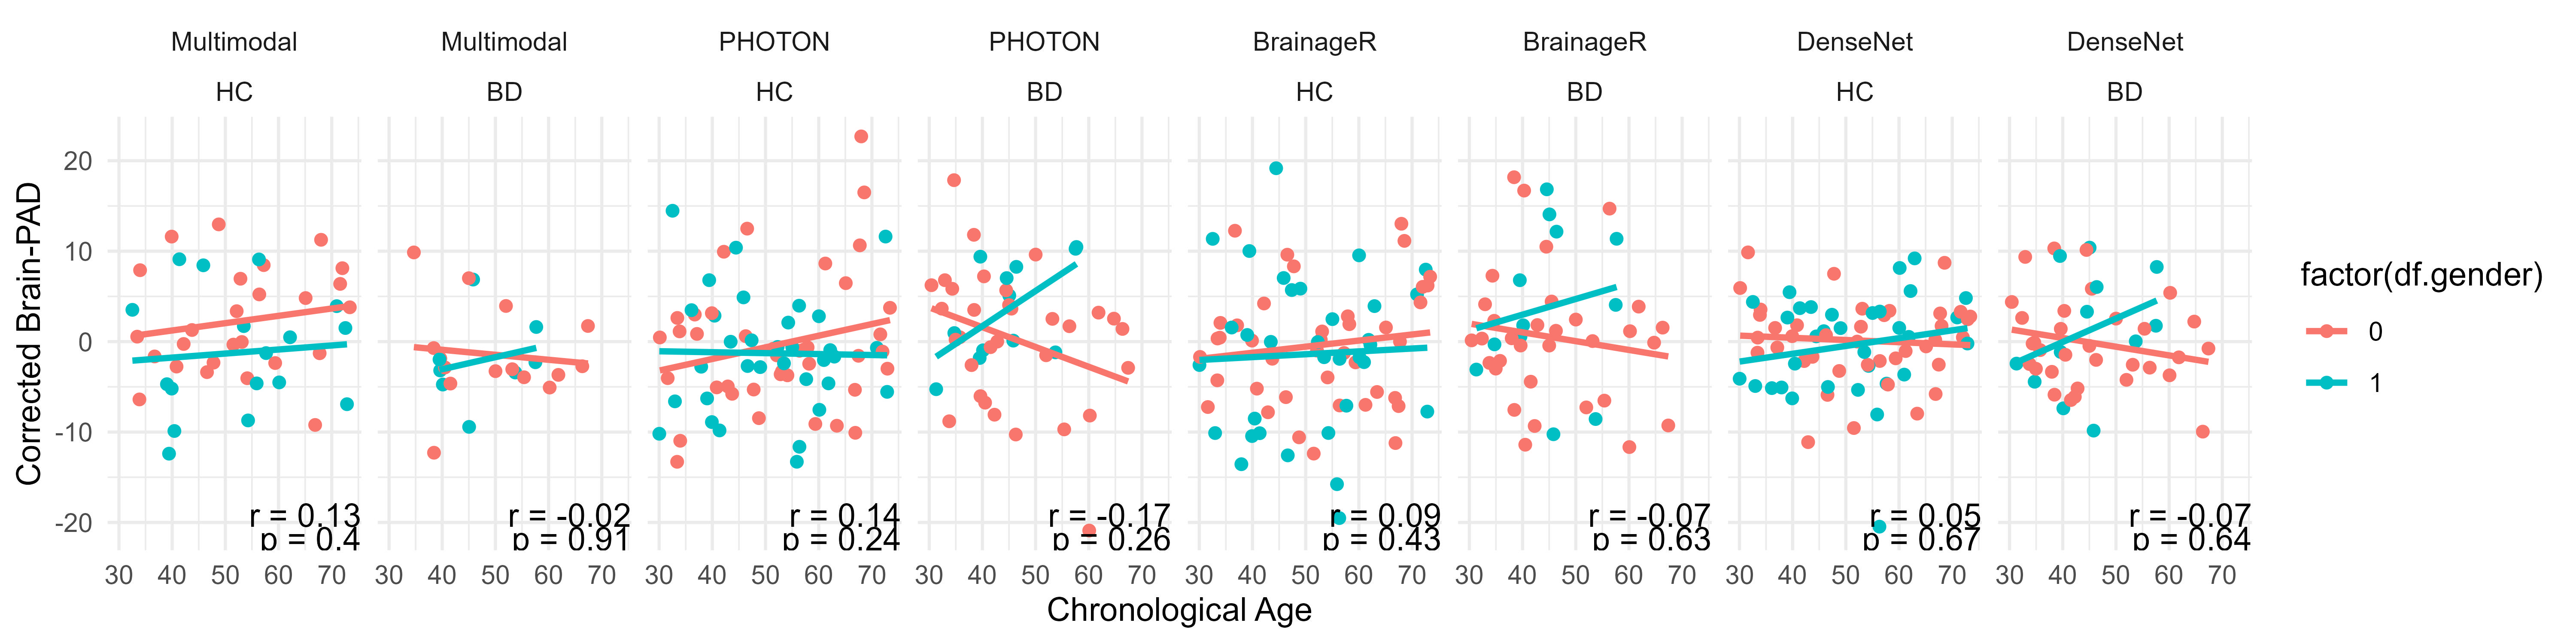 Multimodal Multimodal PHOTON PHOTON BrainageR BrainageR DenseNet DenseNet
HC BD HC BD HC BD HC BD
Corrected Brain-PAD
20
10
0
-10
-20
r = 0.13 r = -0.02 r = 0.14 r = -0.17 r = 0.09 r = -0.07 r = 0.05 r = -0.07
p = 0.4 p = 0.91 p = 0.24 p = 0.26 p = 0.43 p = 0.63 p = 0.67 p = 0.64
30 40 50 60 70 30 40 50 60 70 30 40 50 60 70 30 40 50 60 70 30 40 50 60 70 30 40 50 60 70 30 40 50 60 70 30 40 50 60 70
Chronological Age
factor(df.gender)
0
1